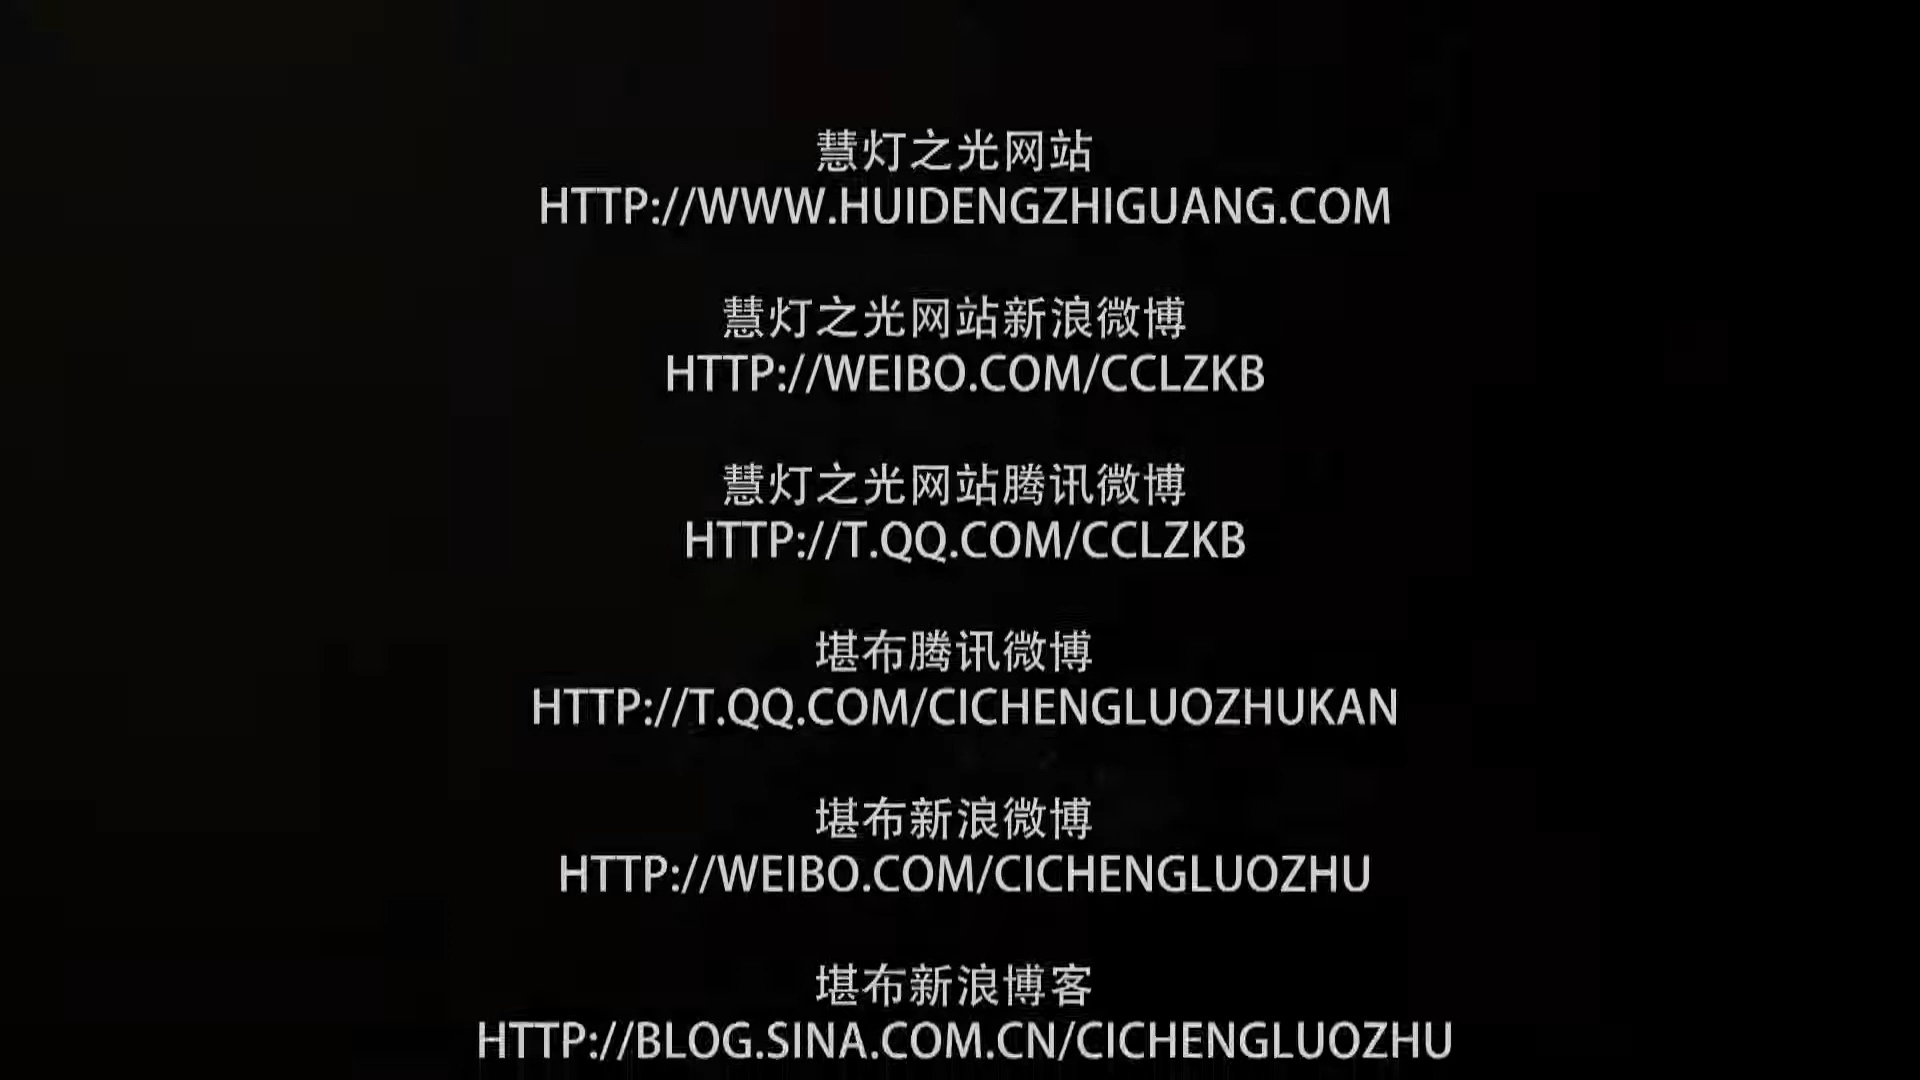 慧灯之光网站
HTTP://WWW.HUIDENGZHIGUANG.COM
慧灯之光网站新浪微博
HTTP://WEIBO.COM/CCLZKB
慧灯之光网站腾讯微博
HTTP://T.QQ.COM/CCLZKB
堪布腾讯微博
HTTP://T.QQ.COM/CICHENGLUOZHUKAN
堪布新浪微博
HTTP://WEIBO.COM/CICHENGLUOZHU
堪布新浪博客
HTTP://BLOG.SINA.COM.CN/CICHENGLUOZHU